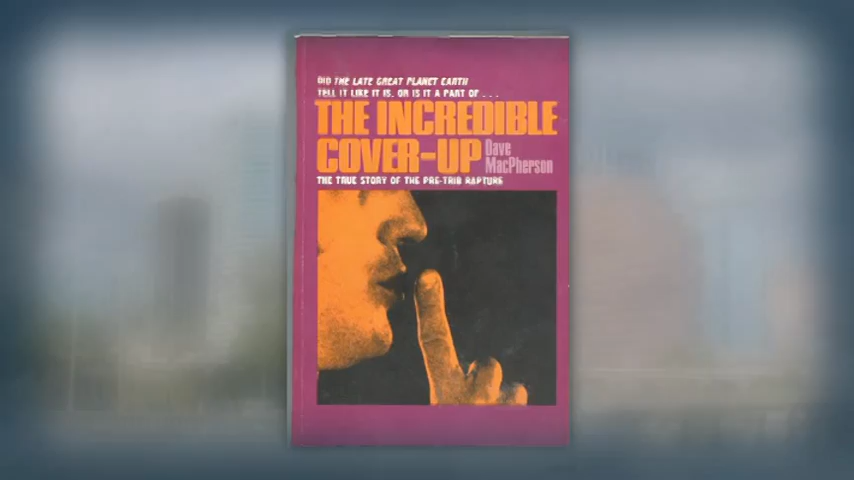 DID THE LATE GREAT PLANET EARTH
TELL IT LIKE IT IS, OR IS IT A PART OF . . .
THE INCREDIBLE
COVER-UP
Dave
MacPherson
THE TRUE STORY OF THE PRE-TRIB RAPTURE